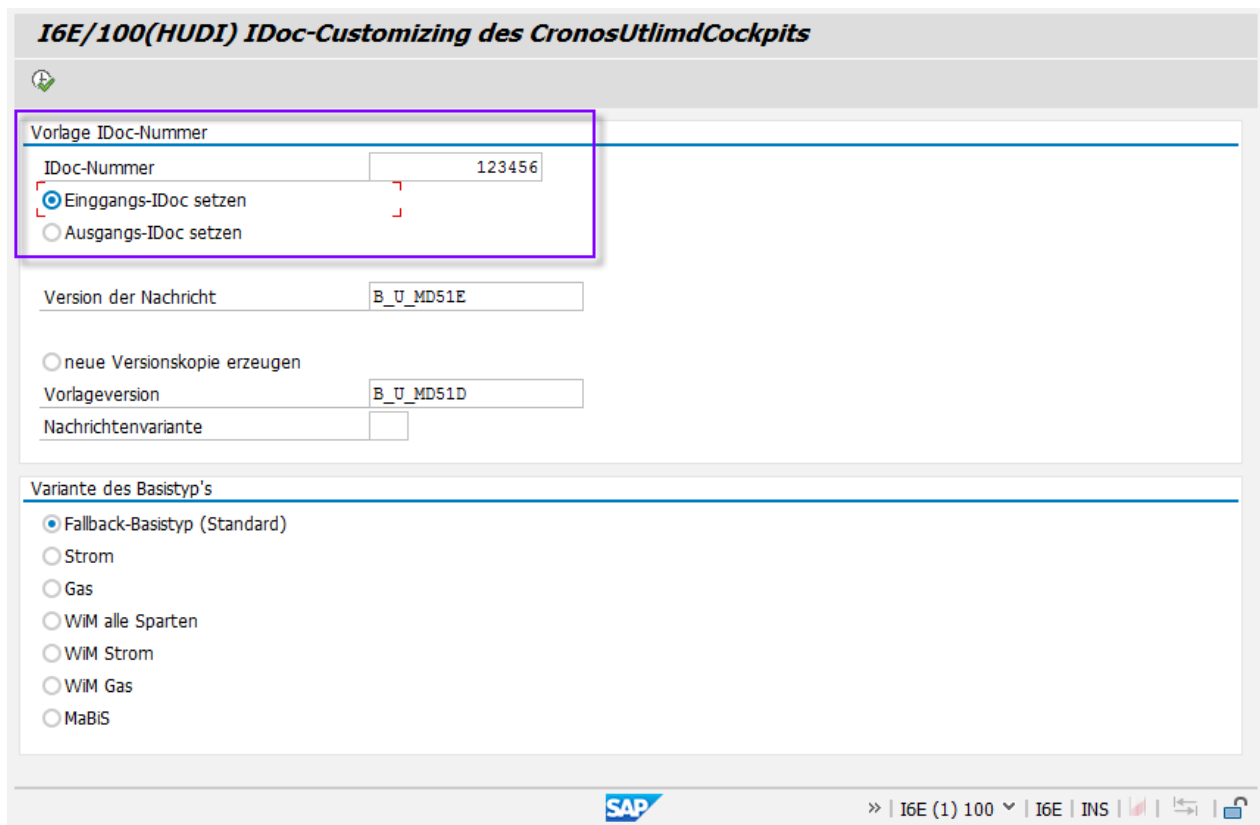 I6E/100(HUDI) IDoc-Customizing des CronosUtlimdCockpits
Vorlage IDoc-Nummer
IDoc-Nummer 123456
Einggangs-IDoc setzen
Ausgangs-IDoc setzen
Version der Nachricht B_U_MD51E
neue Versionskopie erzeugen
Vorlageversion B_U_MD51D
Nachrichtenvariante
Variante des Basistyp's
Fallback-Basistyp (Standard)
Strom
Gas
WiM alle Sparten
WiM Strom
WiM Gas
MaBiS
SAP » | I6E (1) 100 | I6E | INS